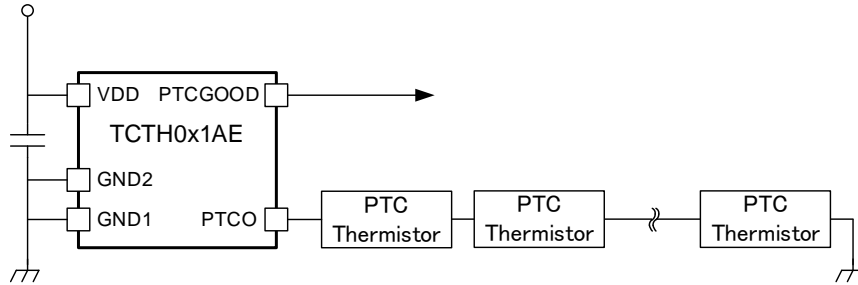 VDD PTCGOOD
TCTH0x1AE
GND2
GND1 PTCO
PTC
Thermistor
PTC
Thermistor
PTC
Thermistor